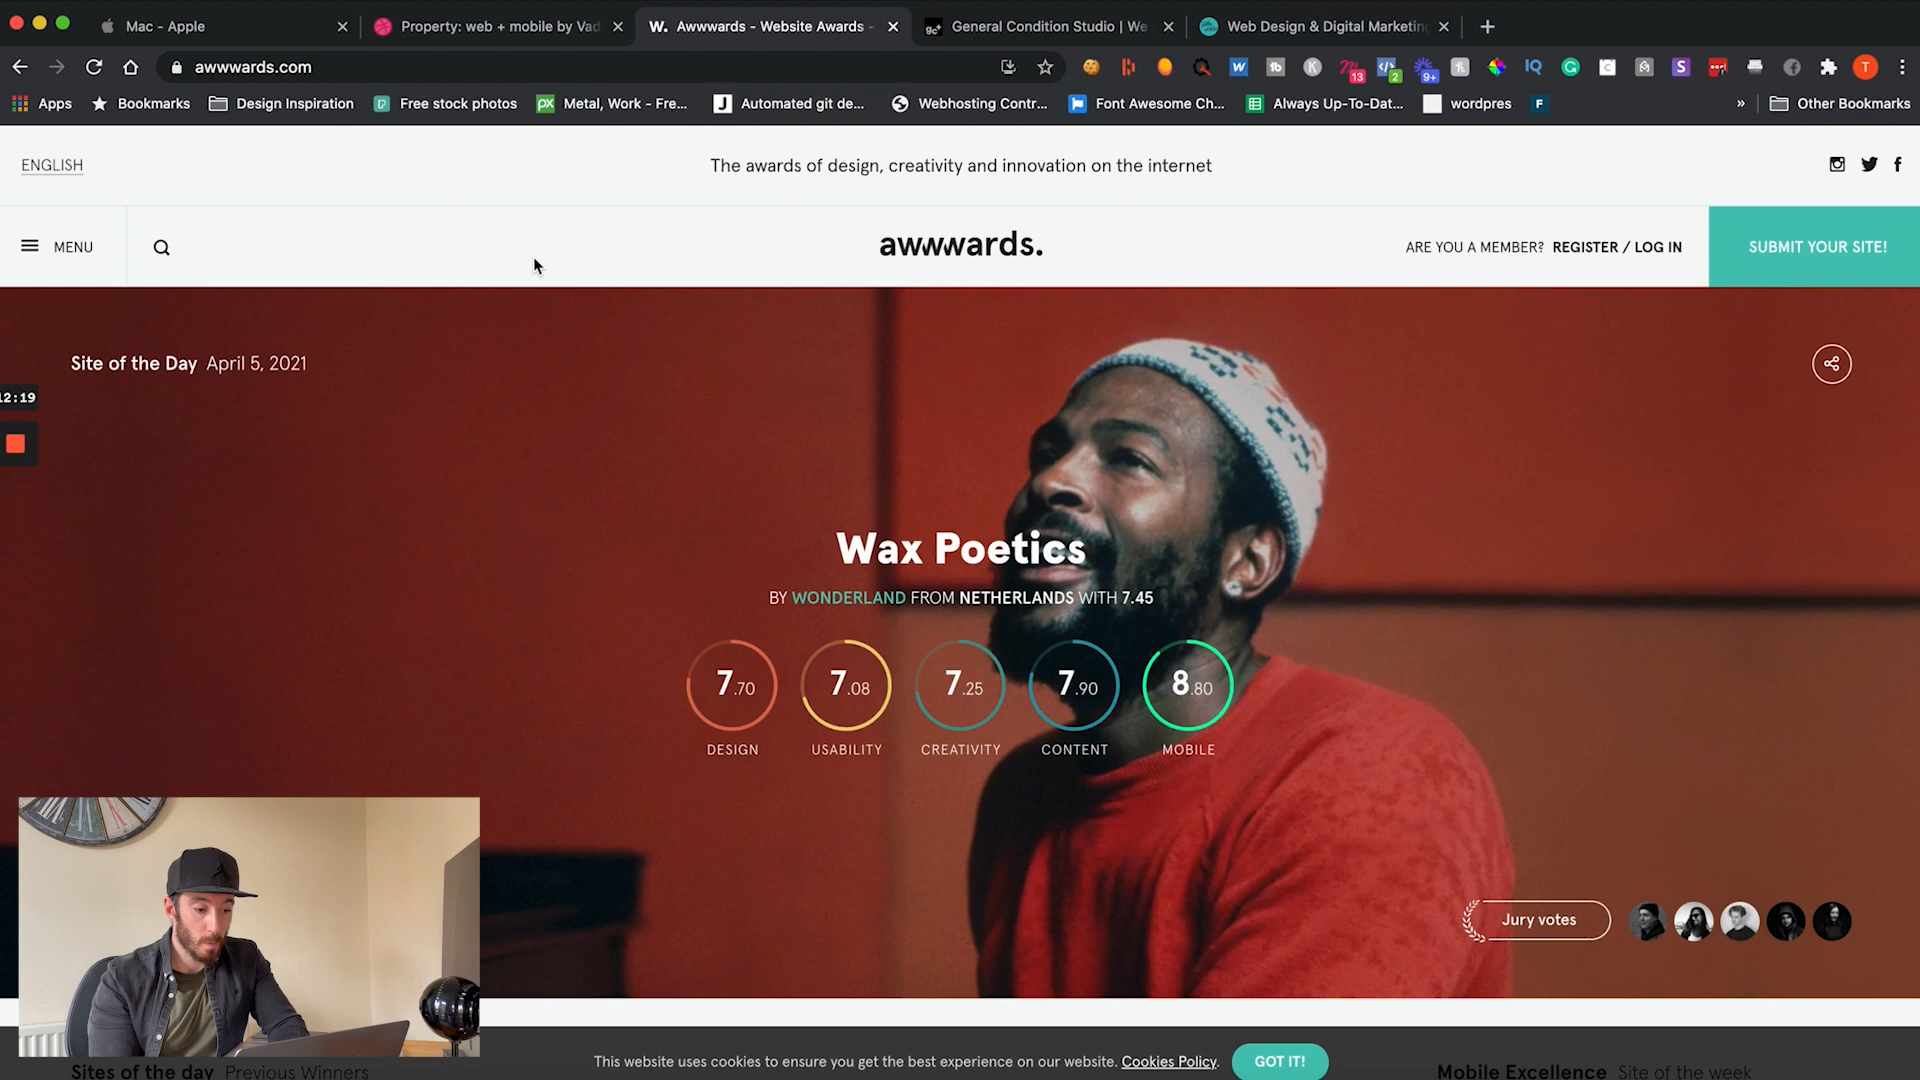 Mac - Apple
Property: web + mobile by Vad
W. Awwwards - Website Awards -
gc+ General Condition Studio | We
Web Design & Digital Marketin
awwwards.com
13
2
9+
T
Apps
Bookmarks
Design Inspiration
Free stock photos
Metal, Work - Fre...
Automated git de...
Webhosting Contr...
Font Awesome Ch...
Always Up-To-Dat...
wordpres
» Other Bookmarks
ENGLISH
The awards of design, creativity and innovation on the internet
MENU
awwwards.
ARE YOU A MEMBER? REGISTER / LOG IN
SUBMIT YOUR SITE!
Site of the Day April 5, 2021
12:19
Wax Poetics
BY WONDERLAND FROM NETHERLANDS WITH 7.45
7.70 7.08 7.25 7.90 8.80
DESIGN USABILITY CREATIVITY CONTENT MOBILE
Jury votes
This website uses cookies to ensure you get the best experience on our website. Cookies Policy.
GOT IT!
Sites of the day Previous Winners
Mobile Excellence Site of the week